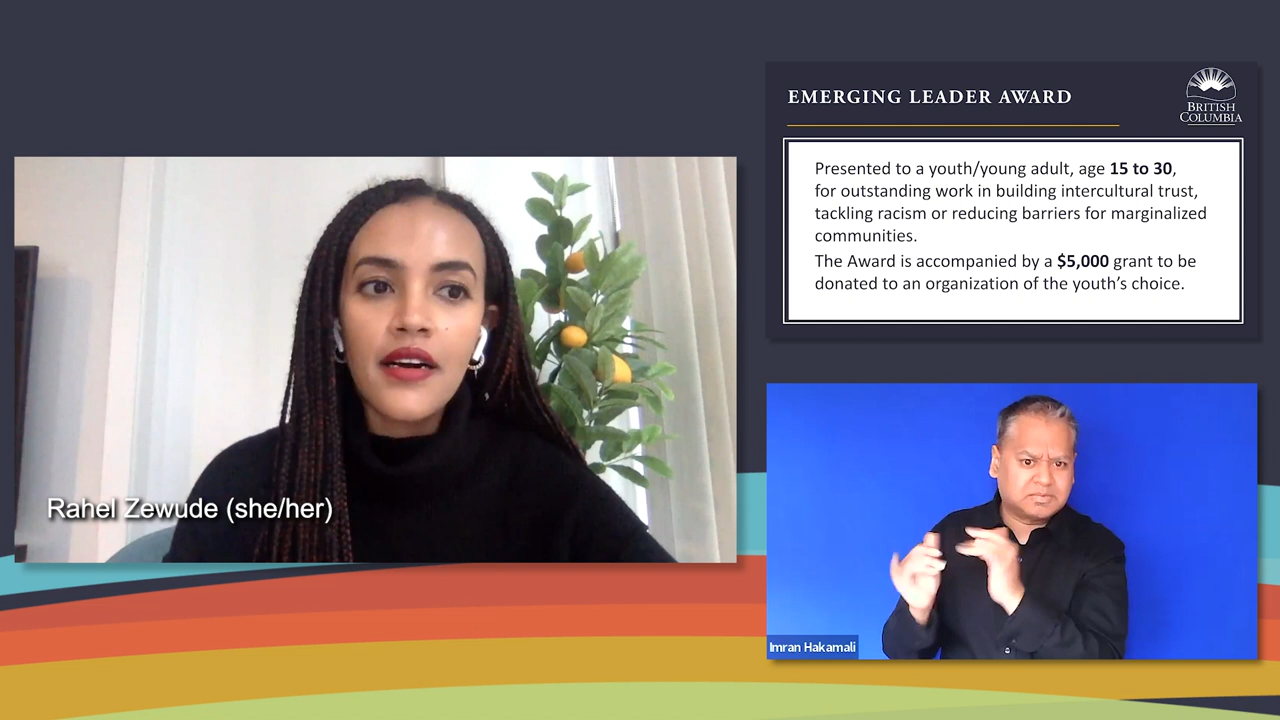 EMERGING LEADER AWARD
BRITISH
COLUMBIA
Presented to a youth/young adult, age 15 to 30,
for outstanding work in building intercultural trust,
tackling racism or reducing barriers for marginalized
communities.
The Award is accompanied by a $5,000 grant to be
donated to an organization of the youth's choice.
Rahel Zewude (she/her)
Imran Hakamali